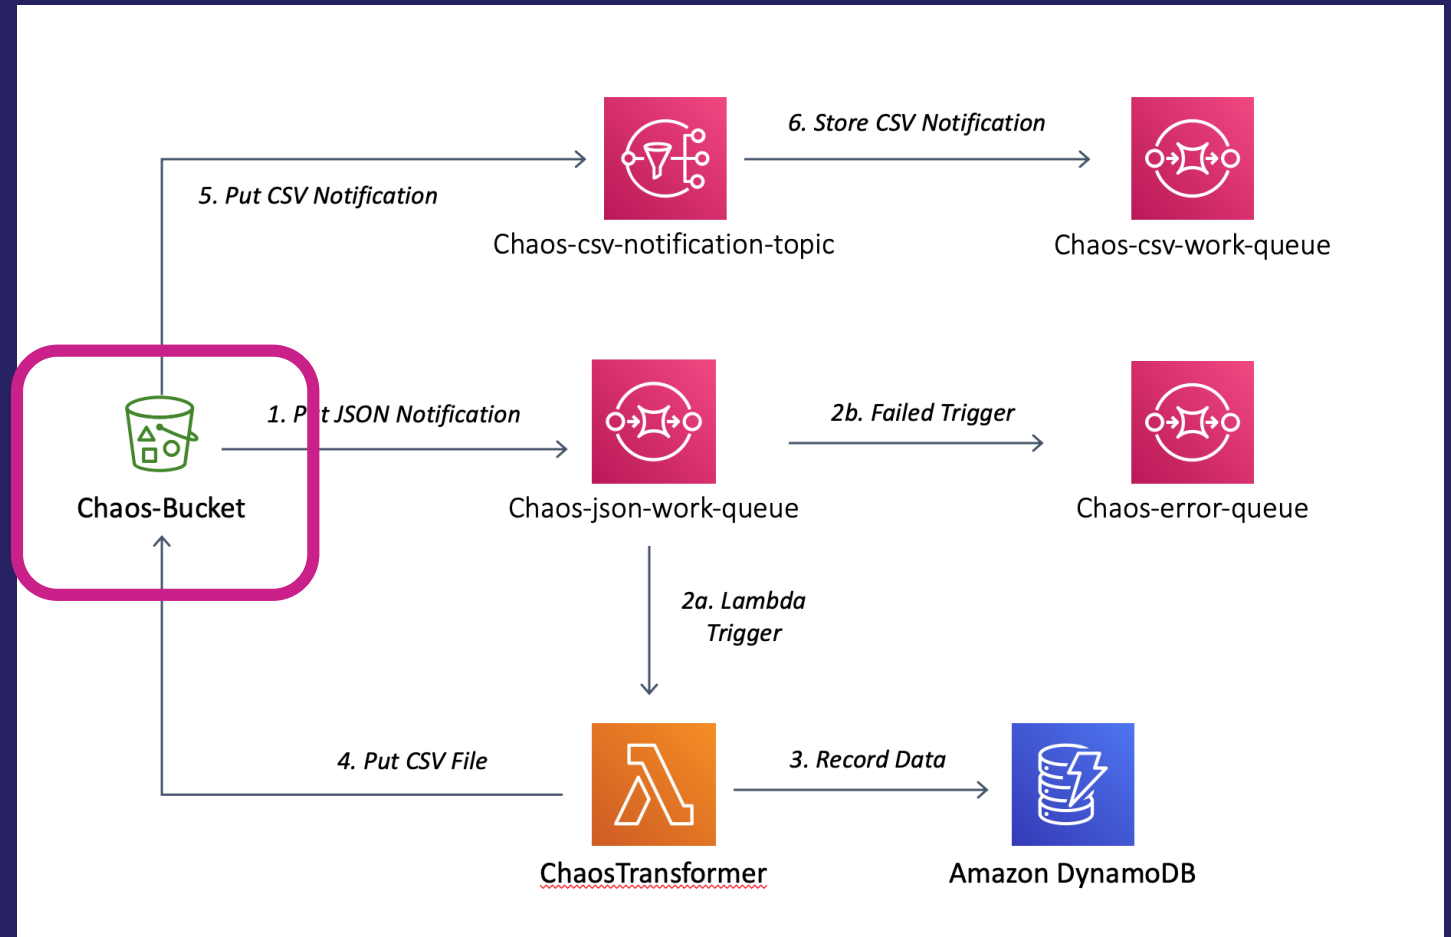 6. Store CSV Notification
5. Put CSV Notification
Chaos-csv-notification-topic
Chaos-csv-work-queue
1. Put JSON Notification
2b. Failed Trigger
Chaos-Bucket
Chaos-json-work-queue
Chaos-error-queue
2a. Lambda
Trigger
4. Put CSV File
3. Record Data
ChaosTransformer
Amazon DynamoDB